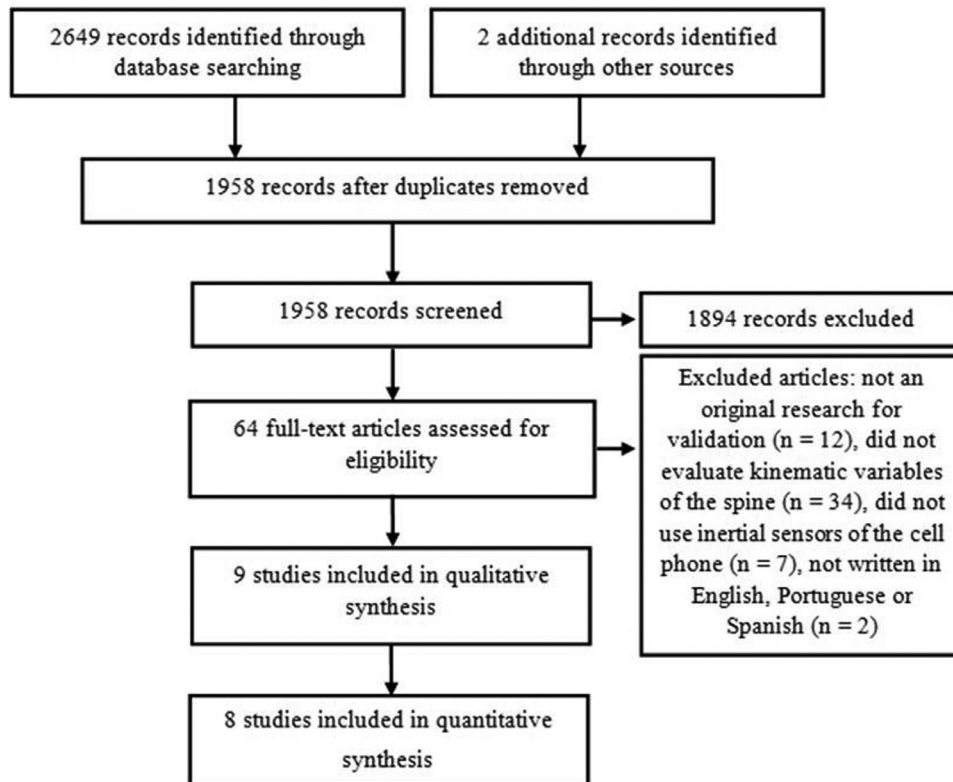 2649 records identified through
database searching
2 additional records identified
through other sources
1958 records after duplicates removed
1958 records screened
1894 records excluded
64 full-text articles assessed for
eligibility
Excluded articles: not an
original research for
validation (n = 12), did not
evaluate kinematic variables
of the spine (n = 34), did not
use inertial sensors of the cell
phone (n = 7), not written in
English, Portuguese or
Spanish (n = 2)
9 studies included in qualitative
synthesis
8 studies included in quantitative
synthesis